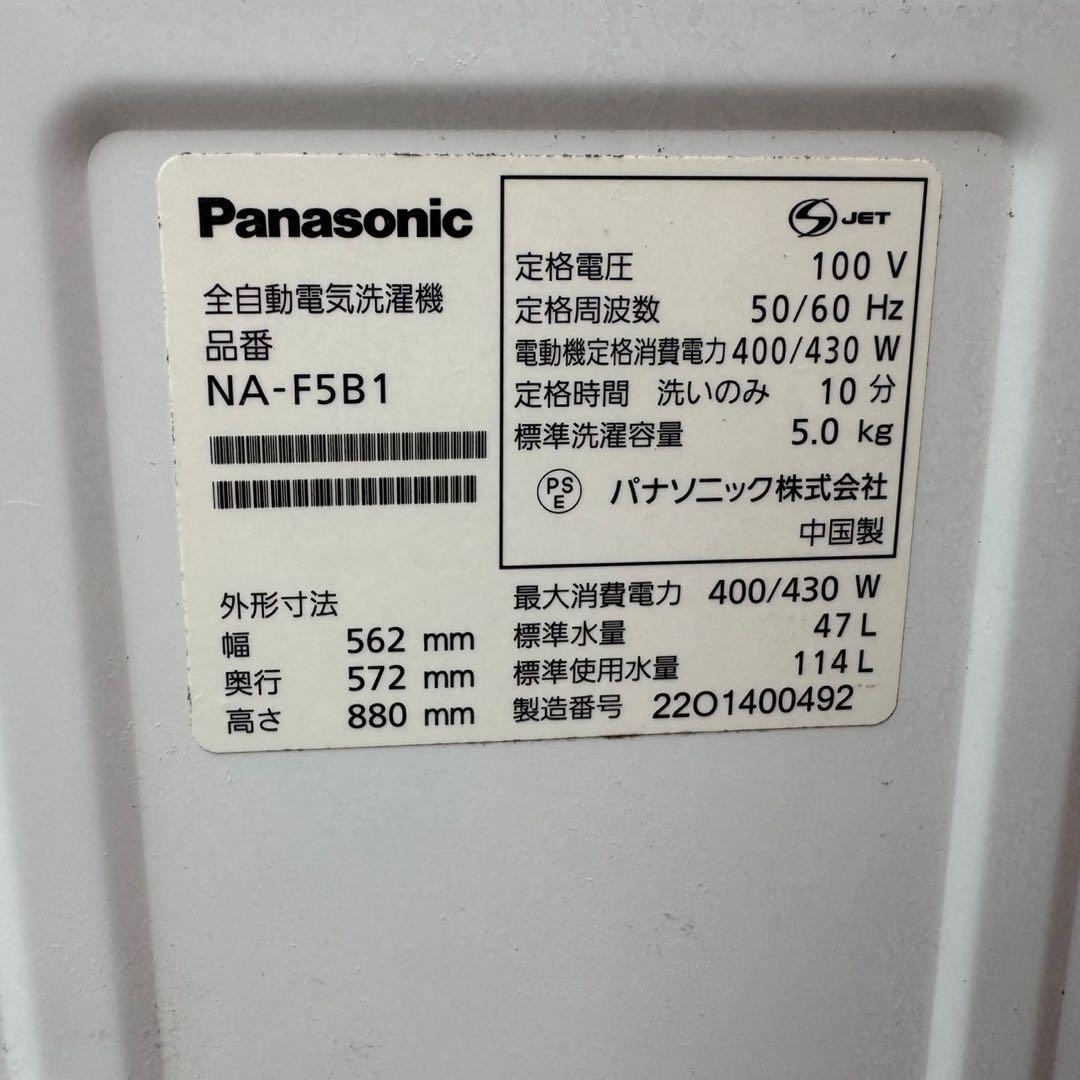 Panasonic
全自動電気洗濯機
品番
NA-F5B1
外形寸法
幅 562 mm
奥行 572 mm
高さ 880 mm
S JET
定格電圧 100 V
定格周波数 50/60 Hz
電動機定格消費電力 400/430 W
定格時間 洗いのみ 10 分
標準洗濯容量 5.0 kg
PSE パナソニック株式会社
中国製
最大消費電力 400/430 W
標準水量 47 L
標準使用水量 114 L
製造番号 22O1400492